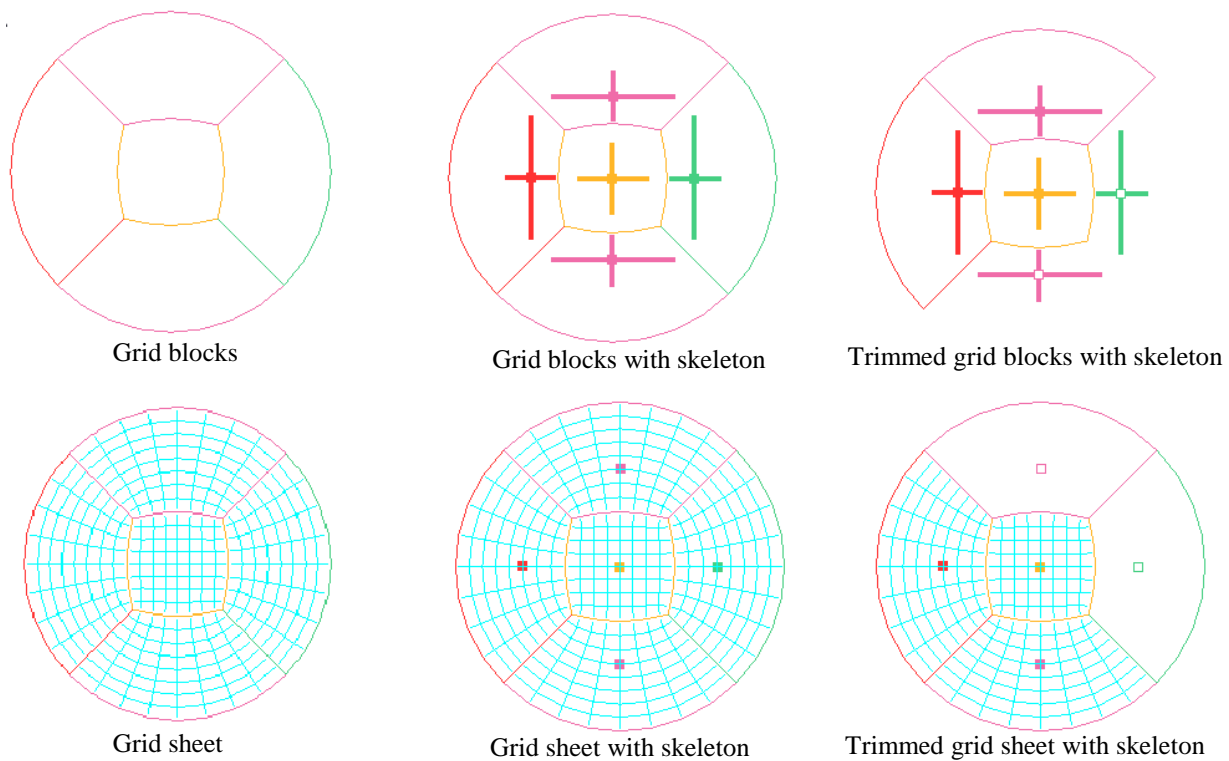 Grid blocks
Grid blocks with skeleton
Trimmed grid blocks with skeleton
Grid sheet
Grid sheet with skeleton
Trimmed grid sheet with skeleton